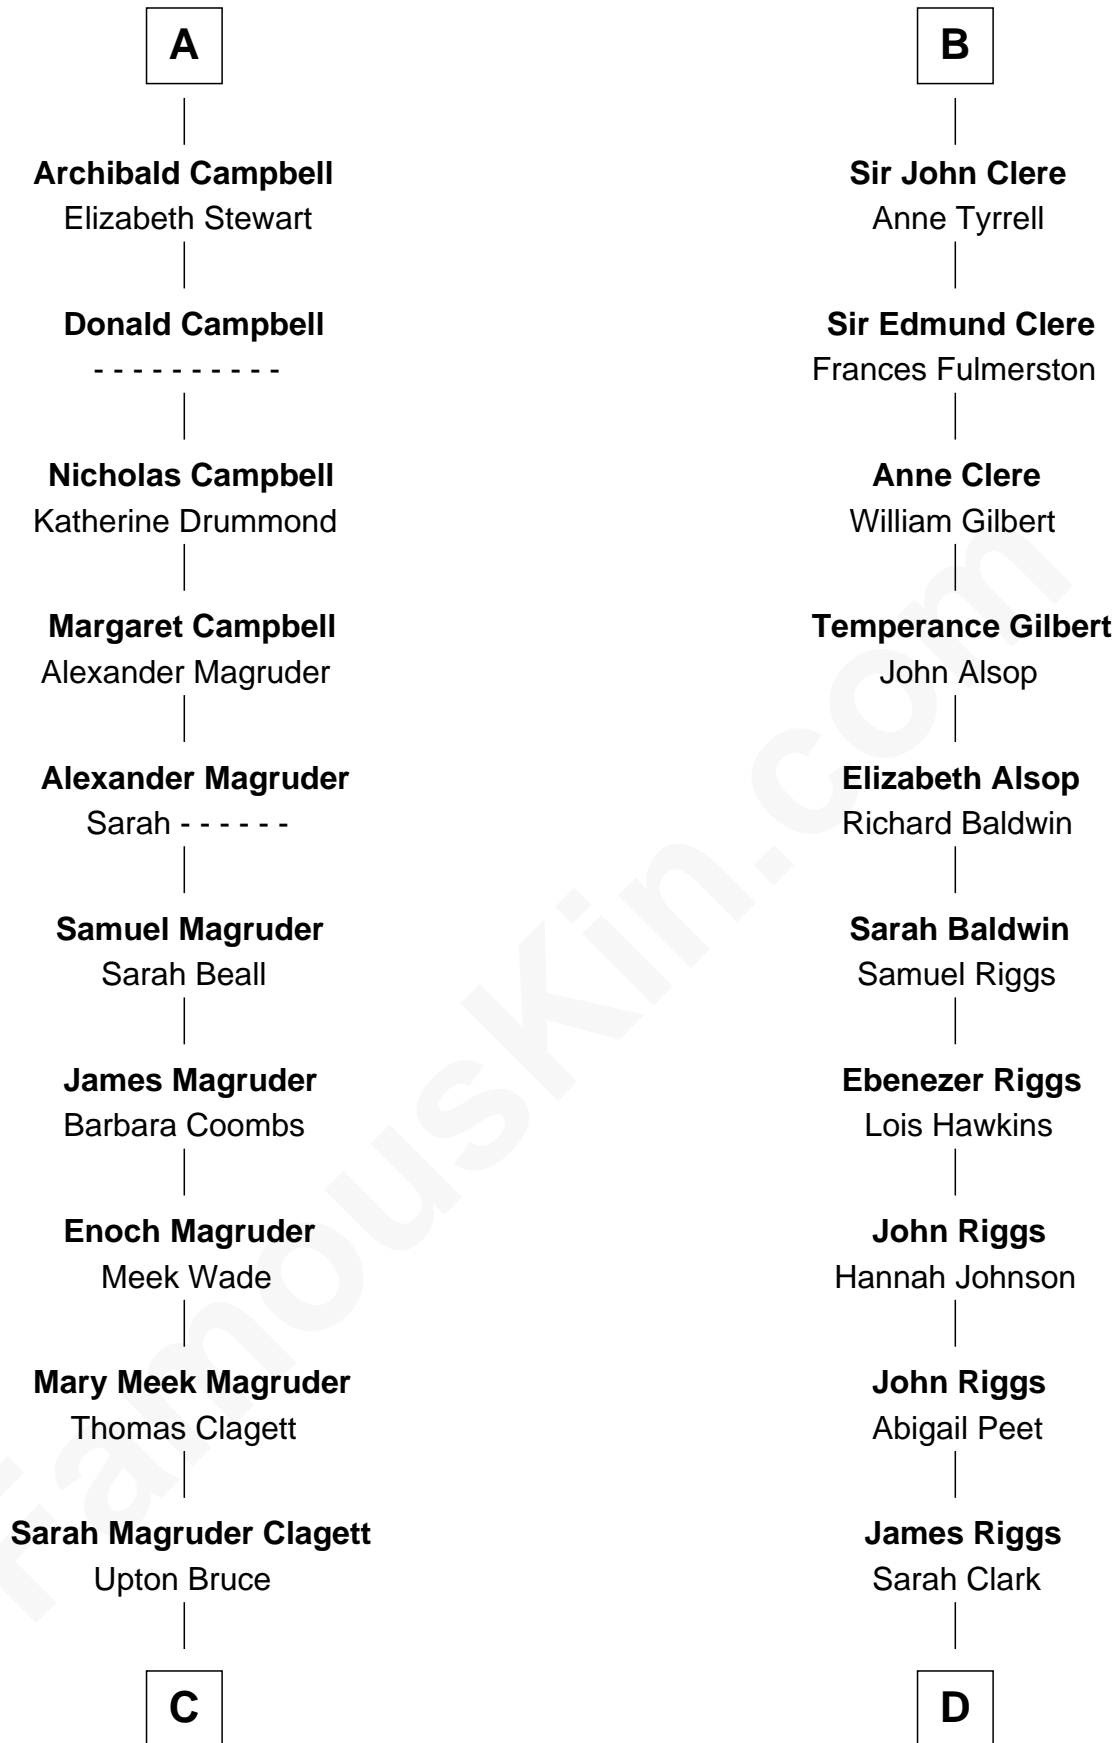 A
Archibald Campbell
Elizabeth Stewart
Donald Campbell
- - - - - - - - - -
Nicholas Campbell
Katherine Drummond
Margaret Campbell
Alexander Magruder
Alexander Magruder
Sarah - - - - - -
Samuel Magruder
Sarah Beall
James Magruder
Barbara Coombs
Enoch Magruder
Meek Wade
Mary Meek Magruder
Thomas Clagett
Sarah Magruder Clagett
Upton Bruce
C
B
Sir John Clere
Anne Tyrrell
Sir Edmund Clere
Frances Fulmerston
Anne Clere
William Gilbert
Temperance Gilbert
John Alsop
Elizabeth Alsop
Richard Baldwin
Sarah Baldwin
Samuel Riggs
Ebenezer Riggs
Lois Hawkins
John Riggs
Hannah Johnson
John Riggs
Abigail Peet
James Riggs
Sarah Clark
D
FamousKin.com